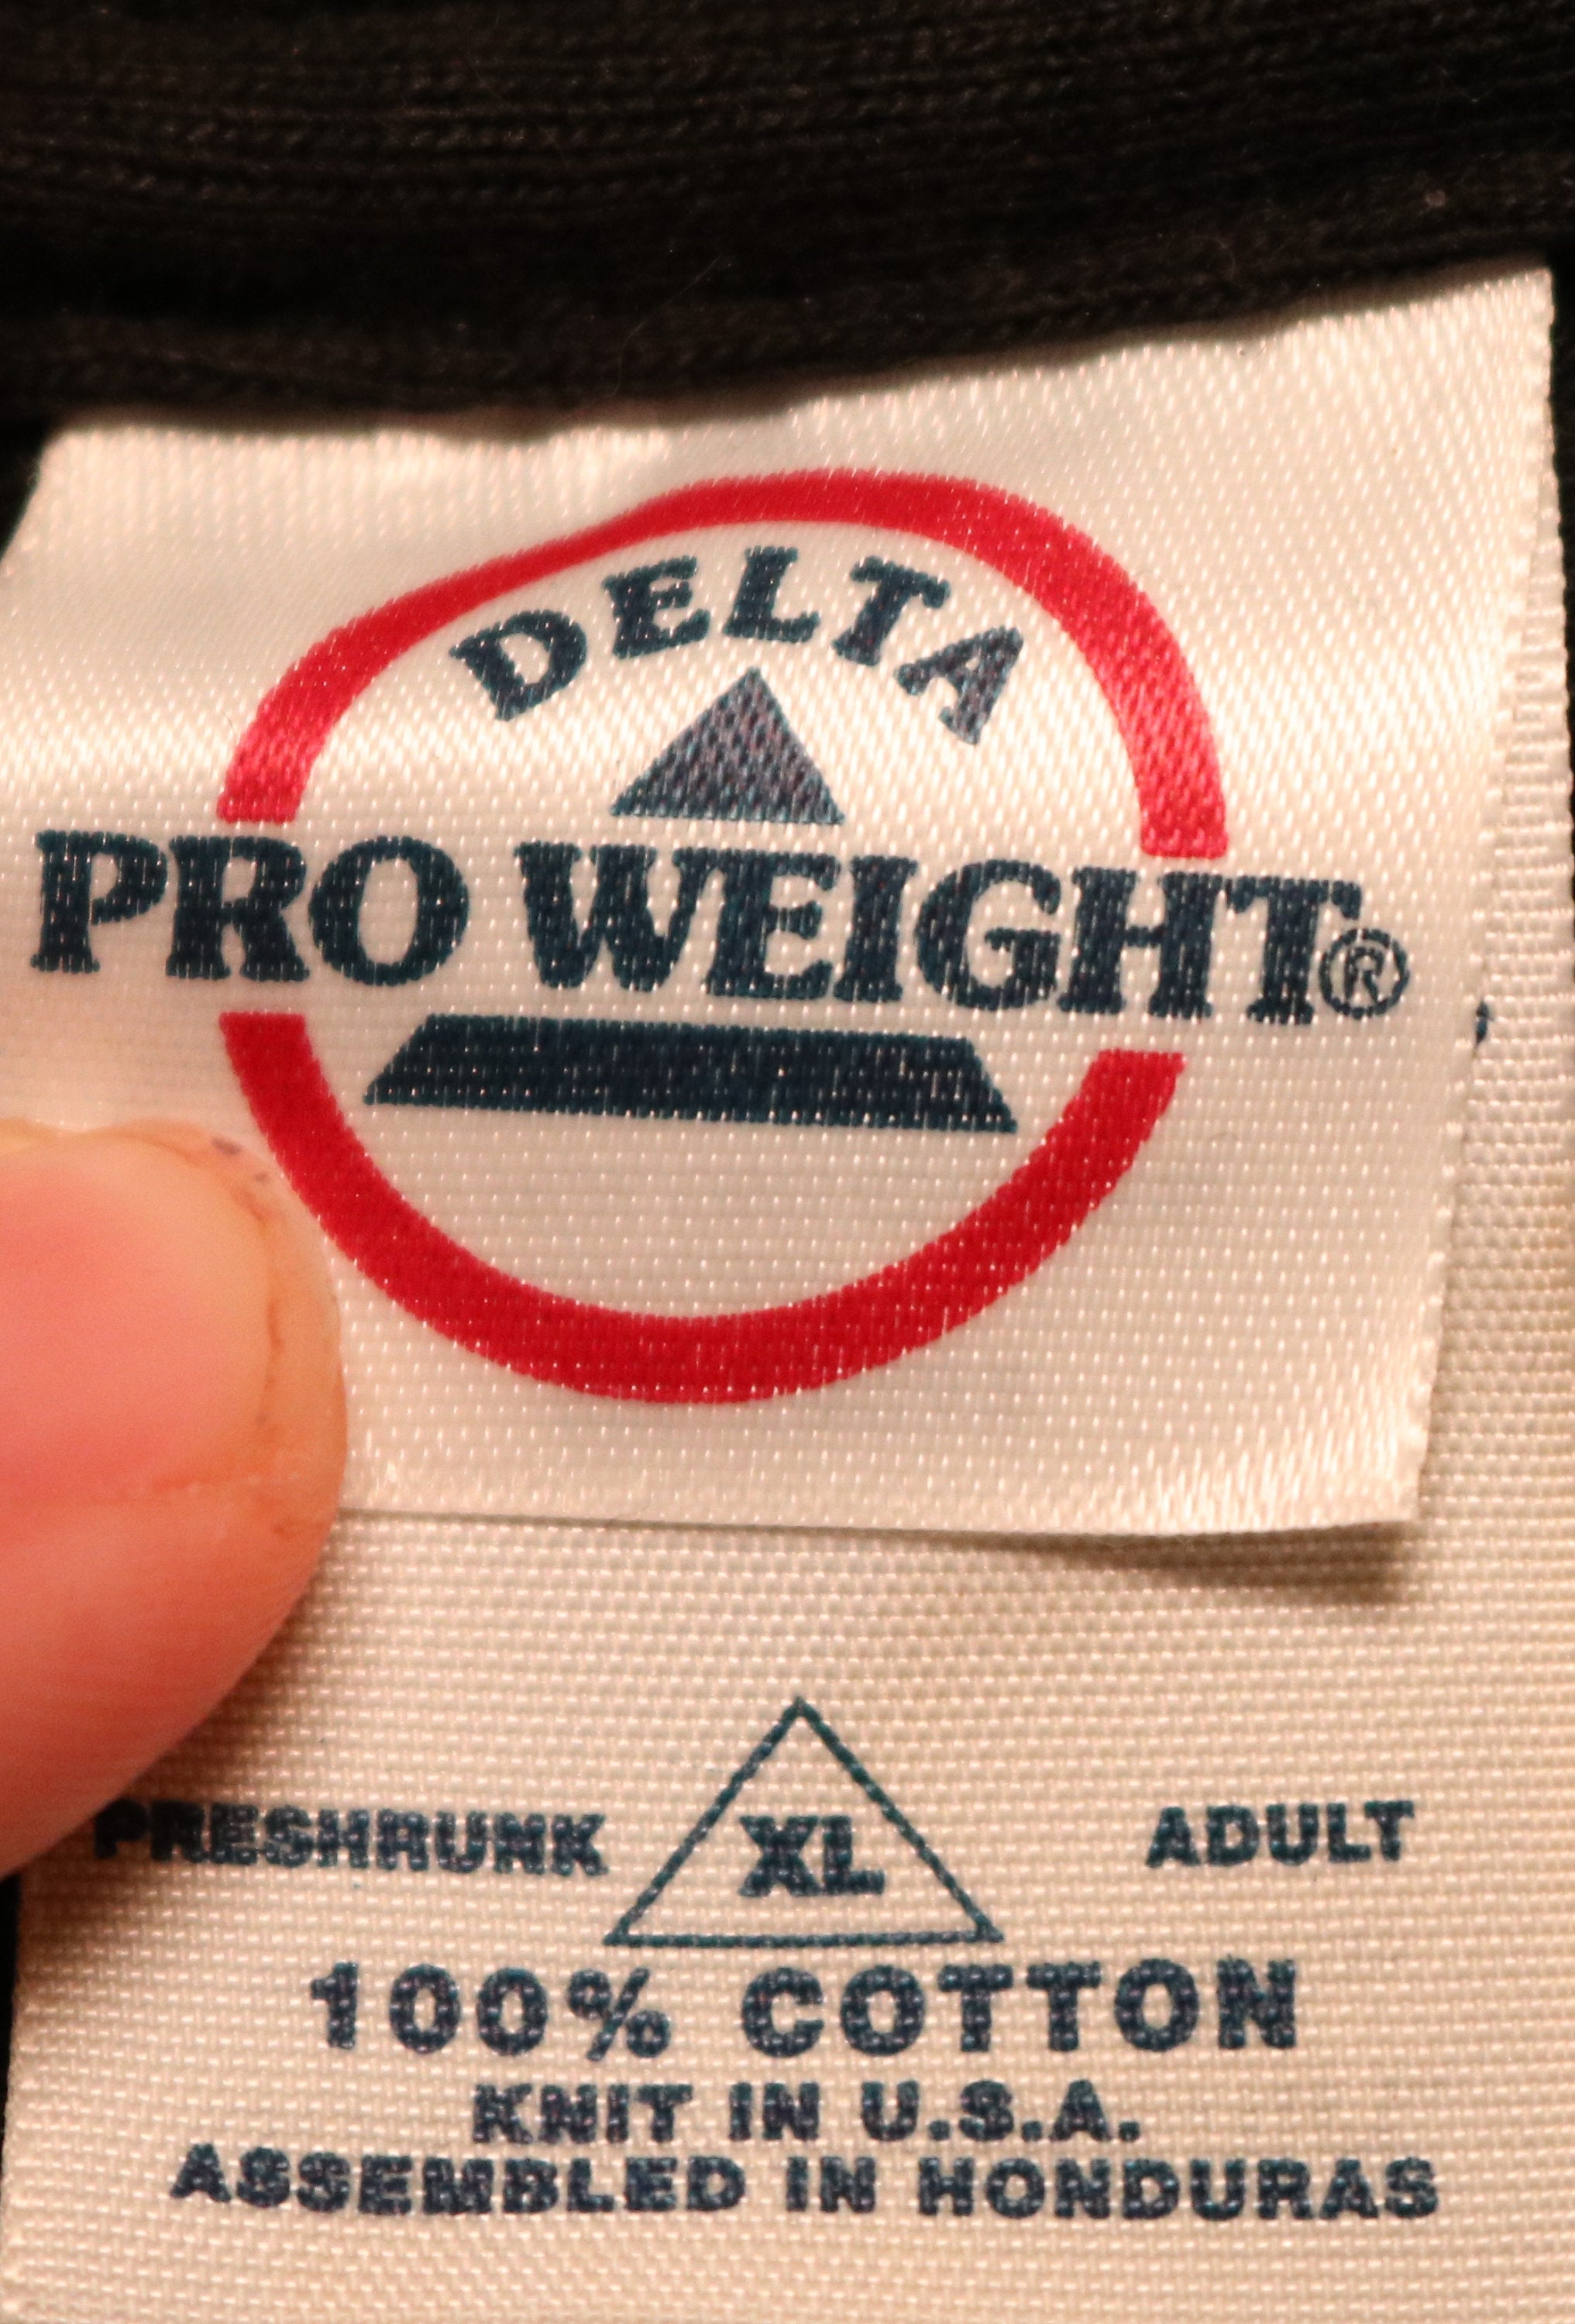 DELTA
PRO WEIGHT®
PRESHRUNK XL ADULT
100% COTTON
KNIT IN U.S.A.
ASSEMBLED IN HONDURAS